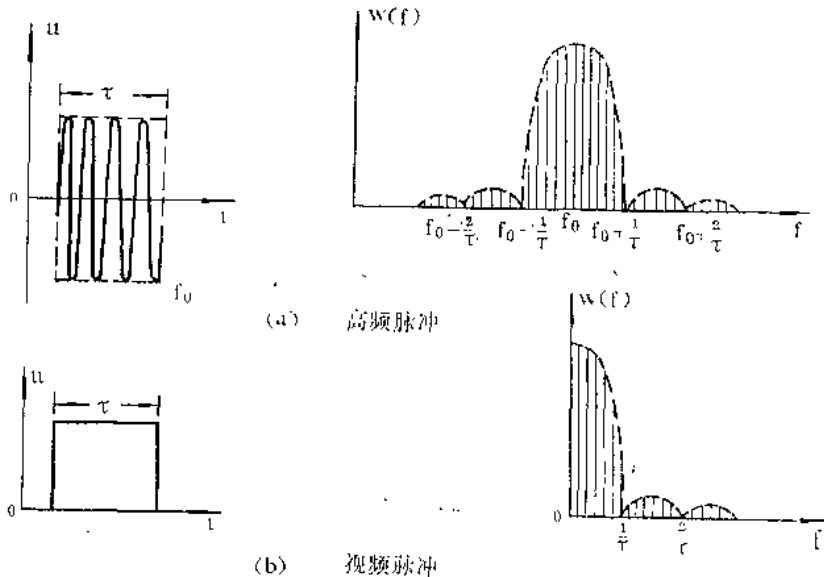 u
W(f)
τ
0
t
f₀
f₀-2/τ f₀-1/τ f₀ f₀+1/τ f₀+2/τ f
(a) 高频脉冲
W(f)
u
τ
0
t
0
1/τ 2/τ f
(b) 视频脉冲